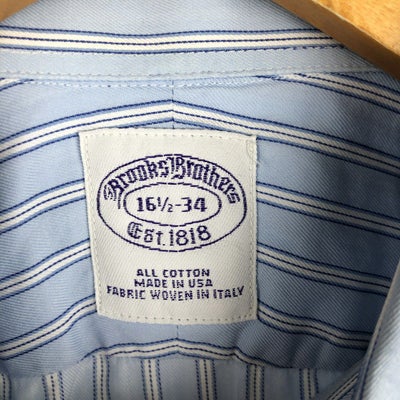 Brooks Brothers
16½-34
Est. 1818
ALL COTTON
MADE IN USA
FABRIC WOVEN IN ITALY